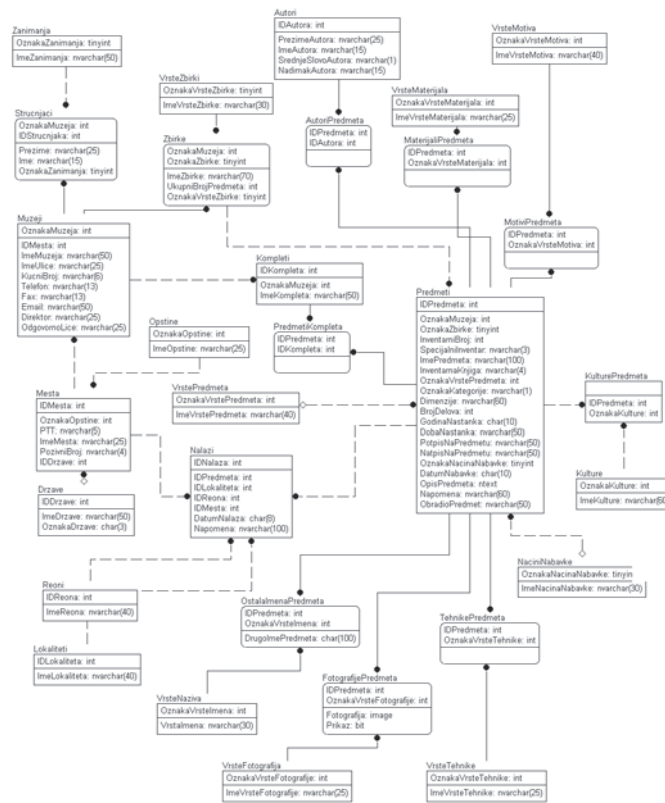 Zanimanja
OznakaZanimanja: tinyint
ImeZanimanja: nvarchar(50)
Strucnjaci
OznakaMuzeja: int
IDStrucnjaka: int
Prezime: nvarchar(25)
Ime: nvarchar(15)
OznakaZanimanja: tinyint
VrsteZbirki
OznakaVrsteZbirke: tinyint
ImeVrsteZbirke: nvarchar(30)
Zbirke
OznakaMuzeja: int
OznakaZbirke: tinyint
ImeZbirke: nvarchar(70)
UkupniBrojPredmeta: int
OznakaVrsteZbirke: tinyint
Autori
IDAutora: int
PrezimeAutora: nvarchar(25)
ImeAutora: nvarchar(15)
SrednjeSlovoAutora: nvarchar(1)
NadimakAutora: nvarchar(15)
AutoriPredmeta
IDPredmeta: int
IDAutora: int
VrsteMaterijala
OznakaVrsteMaterijala: int
ImeVrsteMaterijala: nvarchar(25)
MaterijaliPredmeta
IDPredmeta: int
OznakaVrsteMaterijala: int
VrsteMotiva
OznakaVrsteMotiva: int
ImeVrsteMotiva: nvarchar(40)
MotiviPredmeta
IDPredmeta: int
OznakaVrsteMotiva: int
Muzeji
OznakaMuzeja: int
IDMesta: int
ImeMuzeja: nvarchar(50)
ImeUlice: nvarchar(25)
KucniBroj: nvarchar(6)
Telefon: nvarchar(13)
Fax: nvarchar(13)
Email: nvarchar(50)
Direktor: nvarchar(25)
OdgovornoLice: nvarchar(25)
Kompleti
IDKompleta: int
OznakaMuzeja: int
ImeKompleta: nvarchar(50)
PredmetiKompleta
IDPredmeta: int
IDKompleta: int
Opstine
OznakaOpstine: int
ImeOpstine: nvarchar(25)
VrstePredmeta
OznakaVrstePredmeta: int
ImeVrstePredmeta: nvarchar(40)
Predmeti
IDPredmeta: int
OznakaMuzeja: int
OznakaZbirke: tinyint
InventarniBroj: int
SpecijalniInventar: nvarchar(3)
ImePredmeta: nvarchar(100)
InventarnaKnjiga: nvarchar(4)
OznakaVrstePredmeta: int
OznakaKategorije: nvarchar(1)
Dimenzije: nvarchar(60)
BrojDelova: int
GodinaNastanka: char(10)
DobaNastanka: nvarchar(50)
PotpisNaPredmetu: nvarchar(50)
NatpisNaPredmetu: nvarchar(50)
OznakaNacinaNabavke: tinyint
DatumNabavke: char(10)
OpisPredmeta: ntext
Napomena: nvarchar(60)
ObradioPredmet: nvarchar(50)
KulturePredmeta
IDPredmeta: int
OznakaKulture: int
Kulture
OznakaKulture: int
ImeKulture: nvarchar(60
Mesta
IDMesta: int
OznakaOpstine: int
PTT: nvarchar(5)
ImeMesta: nvarchar(25)
PozivniBroj: nvarchar(4)
IDDrzave: int
Drzave
IDDrzave: int
ImeDrzave: nvarchar(50)
OznakaDrzave: char(3)
Nalazi
IDNalaza: int
IDPredmeta: int
IDLokaliteta: int
IDReona: int
IDMesta: int
DatumNalaza: char(8)
Napomena: nvarchar(100)
NaciniNabavke
OznakaNacinaNabavke: tinyin
ImeNacinaNabavke: nvarchar(30)
Reoni
IDReona: int
ImeReona: nvarchar(40)
Lokaliteti
IDLokaliteta: int
ImeLokaliteta: nvarchar(40)
OstalaImenaPredmeta
IDPredmeta: int
OznakaVrsteImena: int
DrugoImePredmeta: char(100)
VrsteNaziva
OznakaVrsteImena: int
VrstaImena: nvarchar(30)
FotografijePredmeta
IDPredmeta: int
OznakaVrsteFotografije: int
Fotografija: image
Prikaz: bit
VrsteFotografija
OznakaVrsteFotografije: int
ImeVrsteFotografije: nvarchar(25)
TehnikePredmeta
IDPredmeta: int
OznakaVrsteTehnike: int
VrsteTehnike
OznakaVrsteTehnike: int
ImeVrsteTehnike: nvarchar(25)